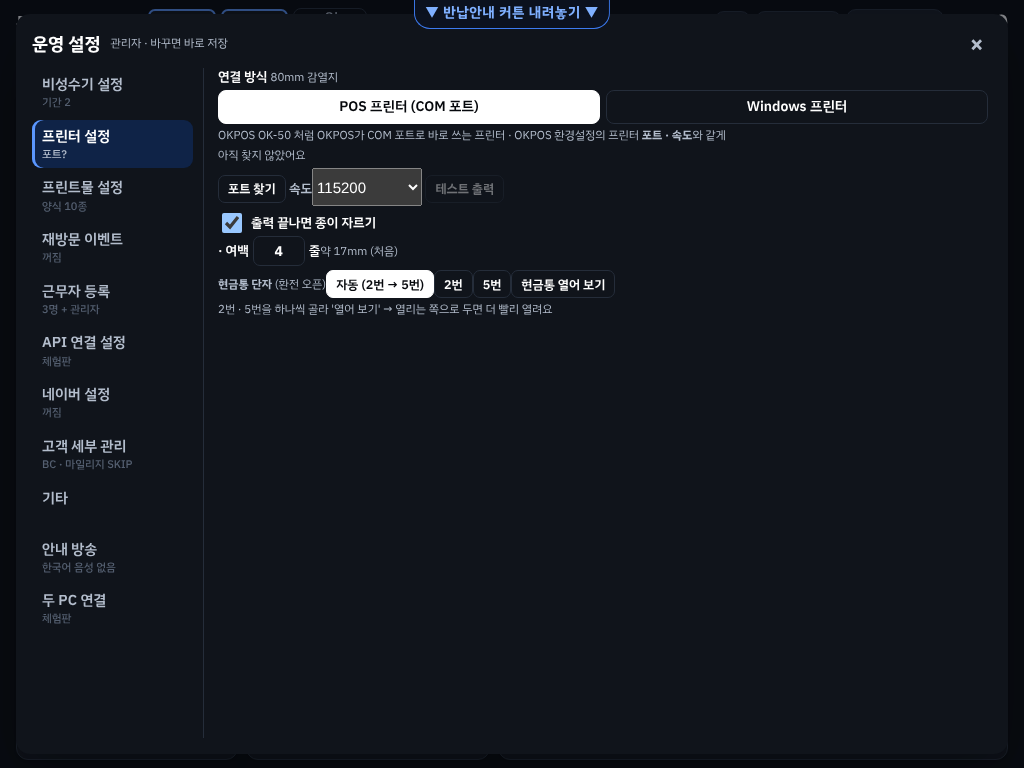 ▼ 반납안내 커튼 내려놓기 ▼
운영 설정 관리자 · 바꾸면 바로 저장
×
비성수기 설정
기간 2
프린터 설정
포트?
프린트물 설정
양식 10종
재방문 이벤트
꺼짐
근무자 등록
3명 + 관리자
API 연결 설정
체험판
네이버 설정
꺼짐
고객 세부 관리
BC · 마일리지 SKIP
기타
안내 방송
한국어 음성 없음
두 PC 연결
체험판
연결 방식 80mm 감열지
POS 프린터 (COM 포트) Windows 프린터
OKPOS OK-50 처럼 OKPOS가 COM 포트로 바로 쓰는 프린터 · OKPOS 환경설정의 프린터 포트 · 속도와 같게
아직 찾지 않았어요
포트 찾기 속도 115200 테스트 출력
출력 끝나면 종이 자르기
· 여백 4 줄 약 17mm (처음)
현금통 단자 (환전 오픈) 자동 (2번 → 5번) 2번 5번 현금통 열어 보기
2번 · 5번을 하나씩 골라 '열어 보기' → 열리는 쪽으로 두면 더 빨리 열려요